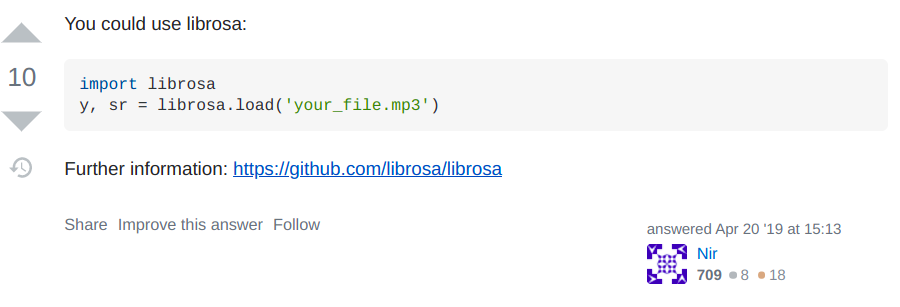 You could use librosa:
10
import librosa
y, sr = librosa.load('your_file.mp3')
Further information: https://github.com/librosa/librosa
Share Improve this answer Follow
answered Apr 20 '19 at 15:13
Nir
709 8 18